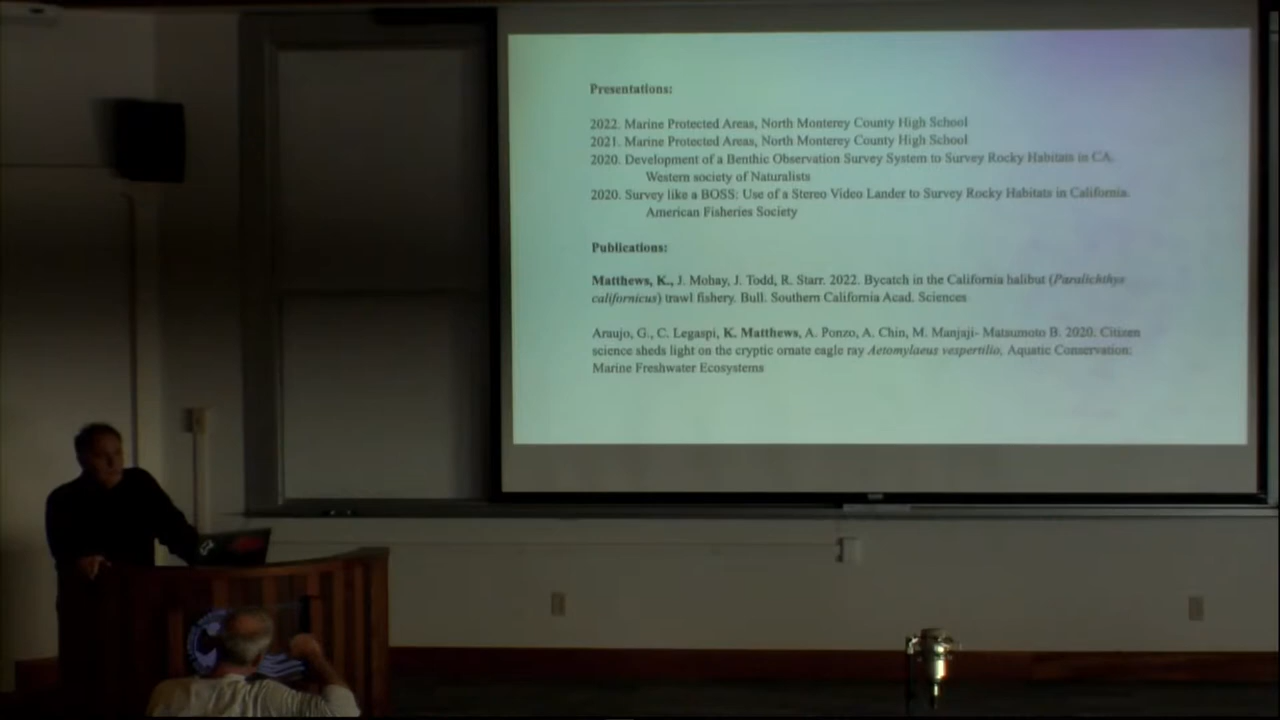 Presentations:
2022. Marine Protected Areas, North Monterey County High School
2021. Marine Protected Areas, North Monterey County High School
2020. Development of a Benthic Observation Survey System to Survey Rocky Habitats in CA.
Western society of Naturalists
2020. Survey like a BOSS: Use of a Stereo Video Lander to Survey Rocky Habitats in California.
American Fisheries Society
Publications:
Matthews, K., J. Mohay, J. Todd, R. Starr. 2022. Bycatch in the California halibut (Paralichthys
californicus) trawl fishery. Bull. Southern California Acad. Sciences
Araujo, G., C. Legaspi, K. Matthews, A. Ponzo, A. Chin, M. Manjaji- Matsumoto B. 2020. Citizen
science sheds light on the cryptic ornate eagle ray Aetomylaeus vespertilio. Aquatic Conservation:
Marine Freshwater Ecosystems